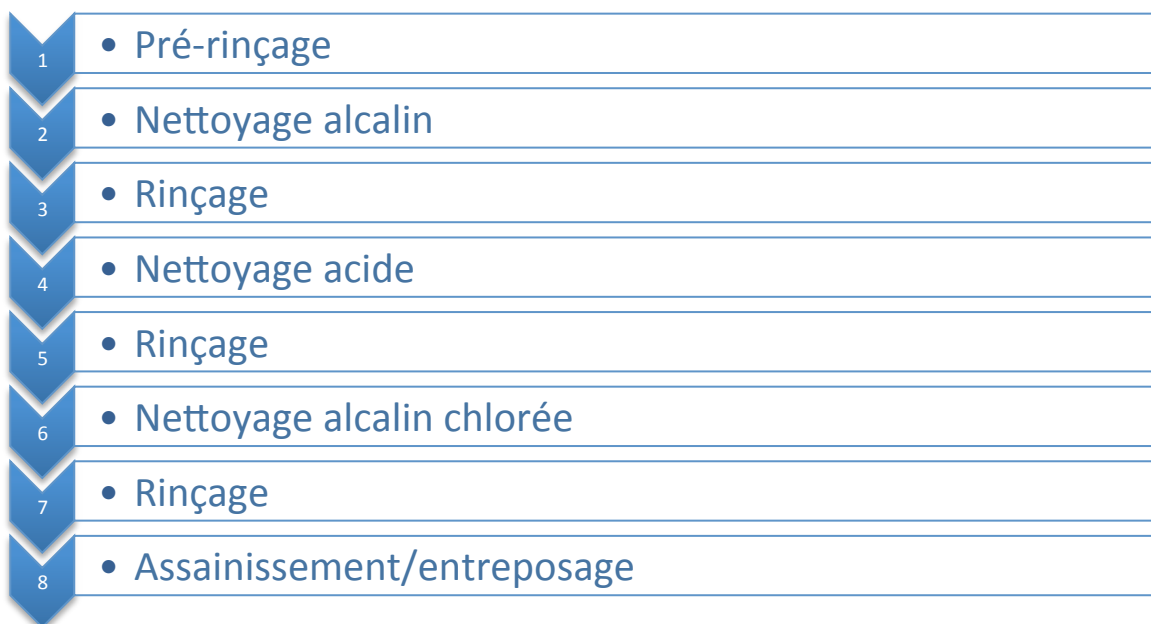 1 • Pré-rinçage
2 • Nettoyage alcalin
3 • Rinçage
4 • Nettoyage acide
5 • Rinçage
6 • Nettoyage alcalin chlorée
7 • Rinçage
8 • Assainissement/entreposage